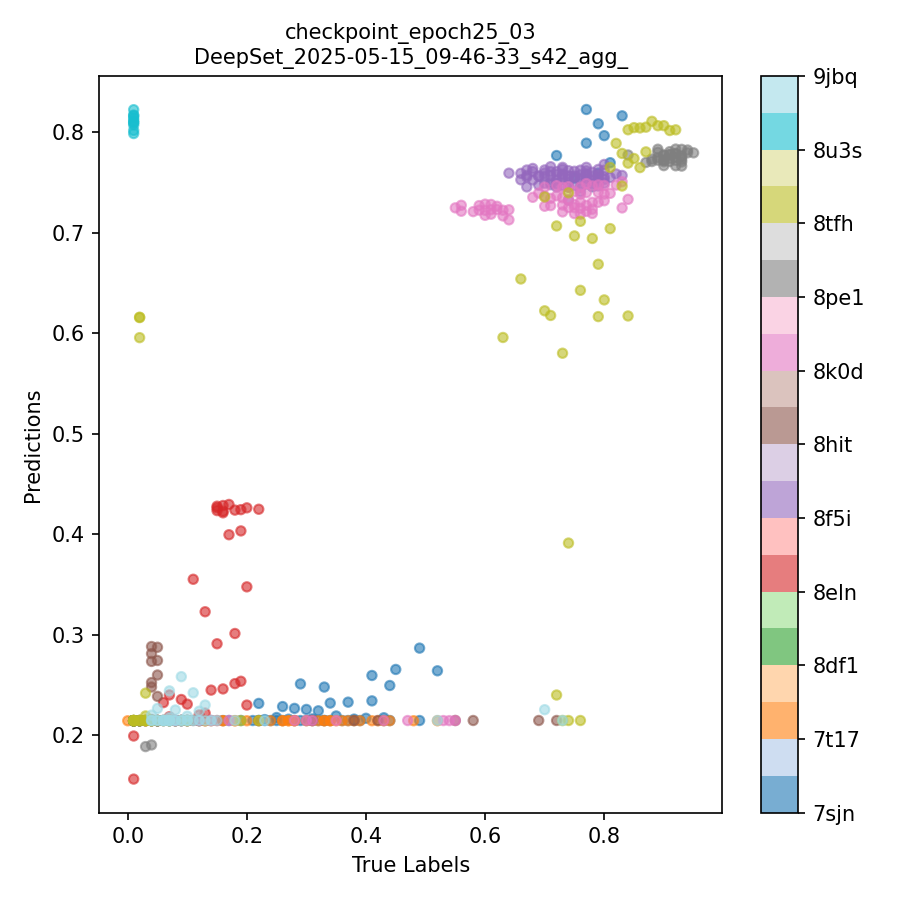 checkpoint_epoch25_03
DeepSet_2025-05-15_09-46-33_s42_agg_
Predictions
0.8
0.7
0.6
0.5
0.4
0.3
0.2
0.0
0.2
0.4
0.6
0.8
True Labels
9jbq
8u3s
8tfh
8pe1
8k0d
8hit
8f5i
8eln
8df1
7t17
7sjn